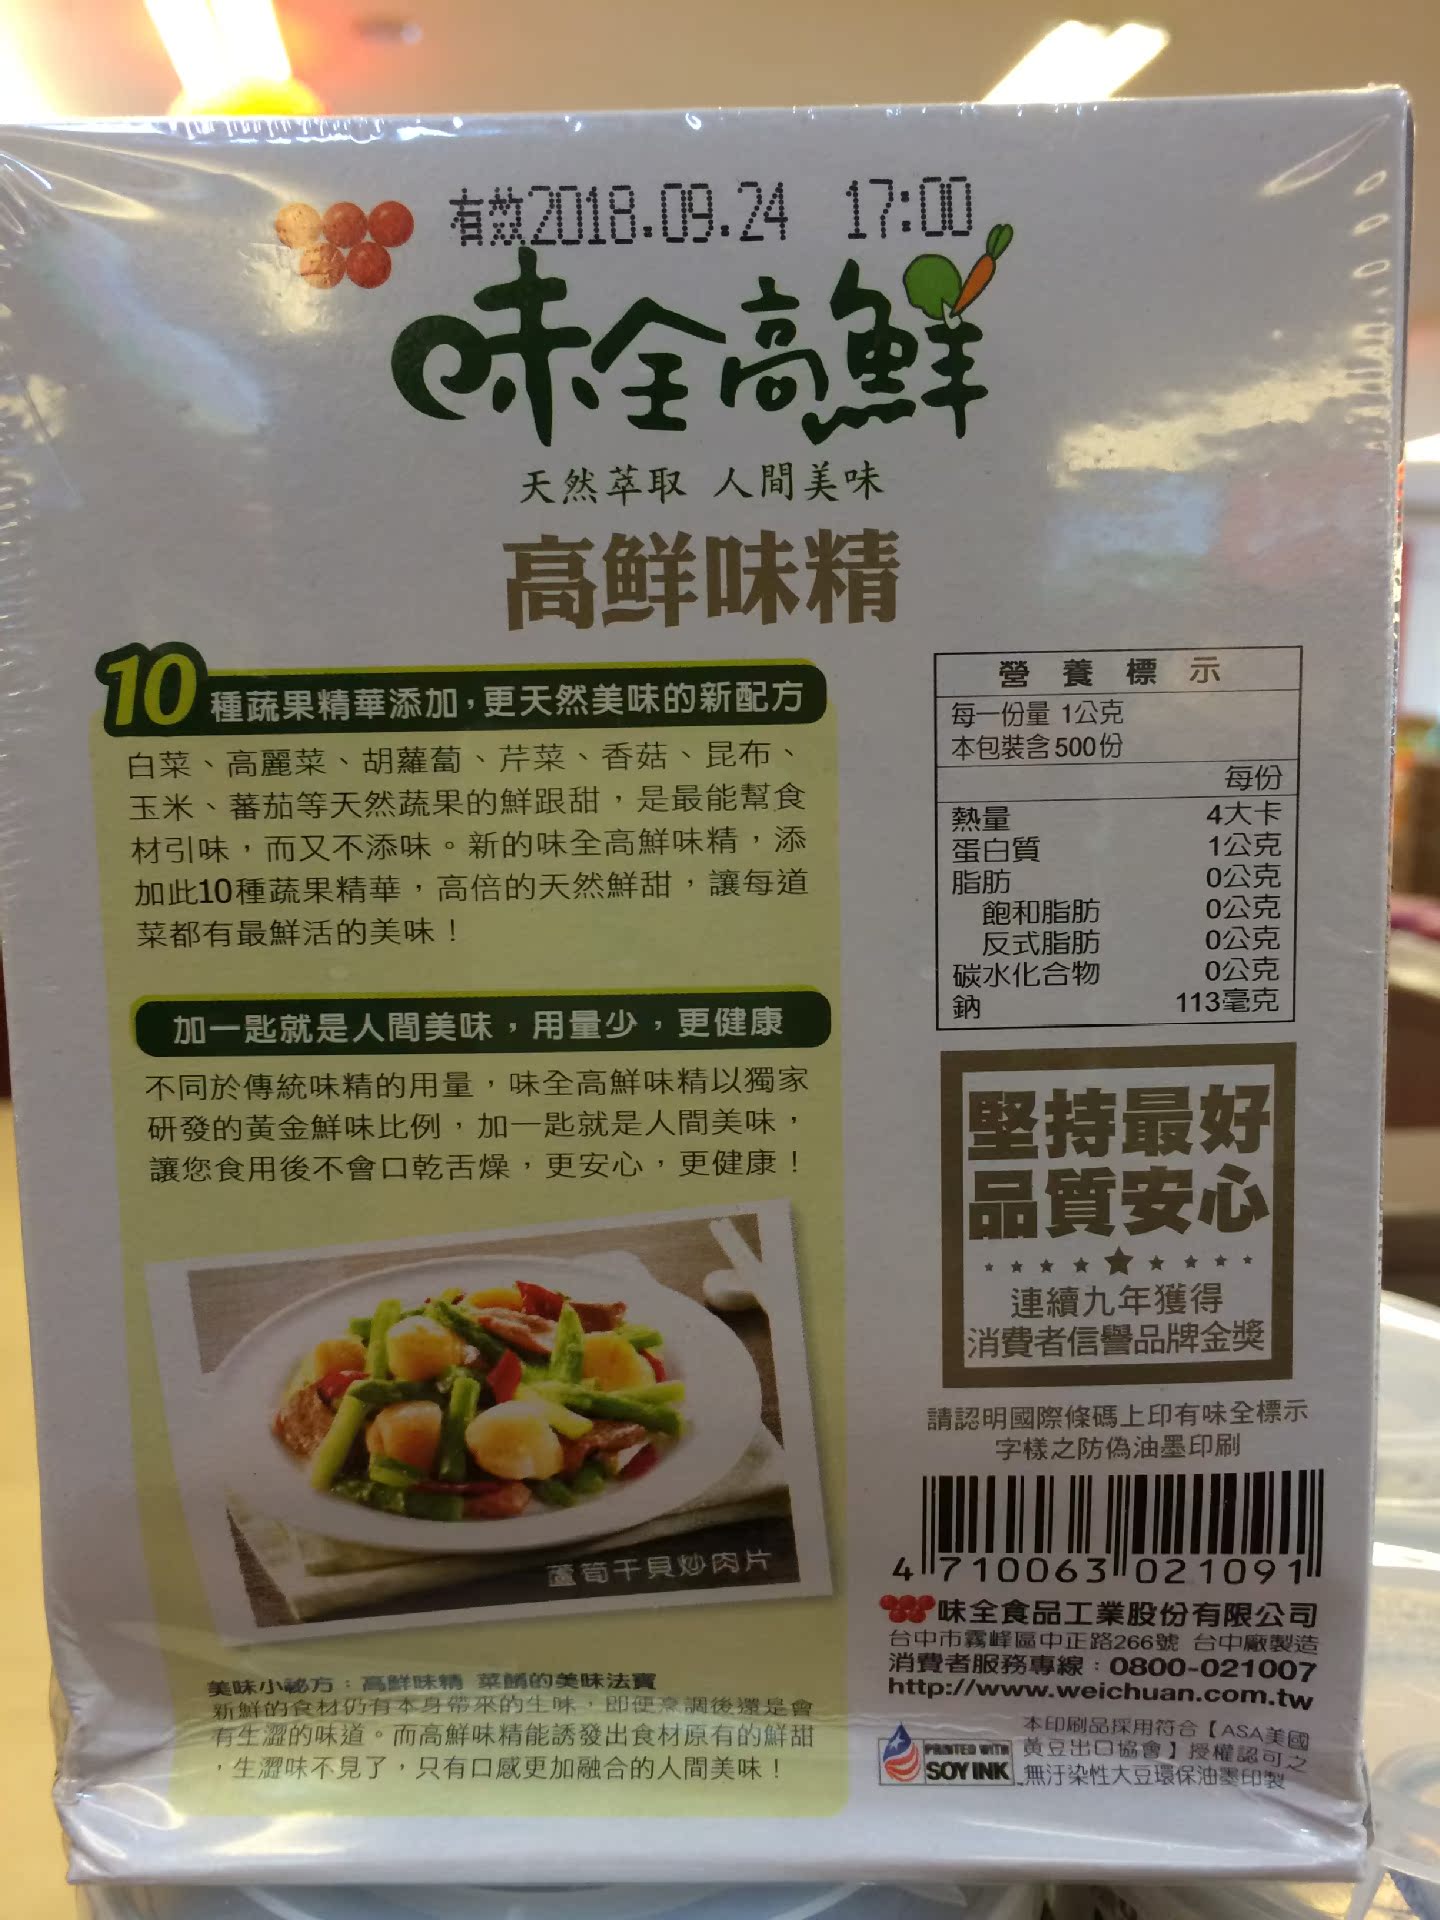 有效2018.09.24 17:00
味全高鮮
天然萃取 人間美味
高鮮味精
10種蔬果精華添加，更天然美味的新配方
白菜、高麗菜、胡蘿蔔、芹菜、香菇、昆布、
玉米、蕃茄等天然蔬果的鮮跟甜，是最能幫食
材引味，而又不添味。新的味全高鮮味精，添
加此10種蔬果精華，高倍的天然鮮甜，讓每道
菜都有最鮮活的美味！
加一匙就是人間美味，用量少，更健康
不同於傳統味精的用量，味全高鮮味精以獨家
研發的黃金鮮味比例，加一匙就是人間美味，
讓您食用後不會口乾舌燥，更安心，更健康！
蘆筍干貝炒肉片
美味小祕方：高鮮味精 菜餚的美味法寶
新鮮的食材仍有本身帶來的生味，即便烹調後還是會
有生澀的味道。而高鮮味精能誘發出食材原有的鮮甜
，生澀味不見了，只有口感更加融合的人間美味！
營養標示
每一份量 1公克
本包裝含500份
每份
熱量 4大卡
蛋白質 1公克
脂肪 0公克
飽和脂肪 0公克
反式脂肪 0公克
碳水化合物 0公克
鈉 113毫克
堅持最好
品質安心
連續九年獲得
消費者信譽品牌金獎
請認明國際條碼上印有味全標示
字樣之防偽油墨印刷
4 710063 021091
味全食品工業股份有限公司
台中市霧峰區中正路266號 台中廠製造
消費者服務專線：0800-021007
http://www.weichuan.com.tw
PRINTED WITH
SOY INK
本印刷品採用符合【ASA美國
黃豆出口協會】授權認可之
無汙染性大豆環保油墨印製